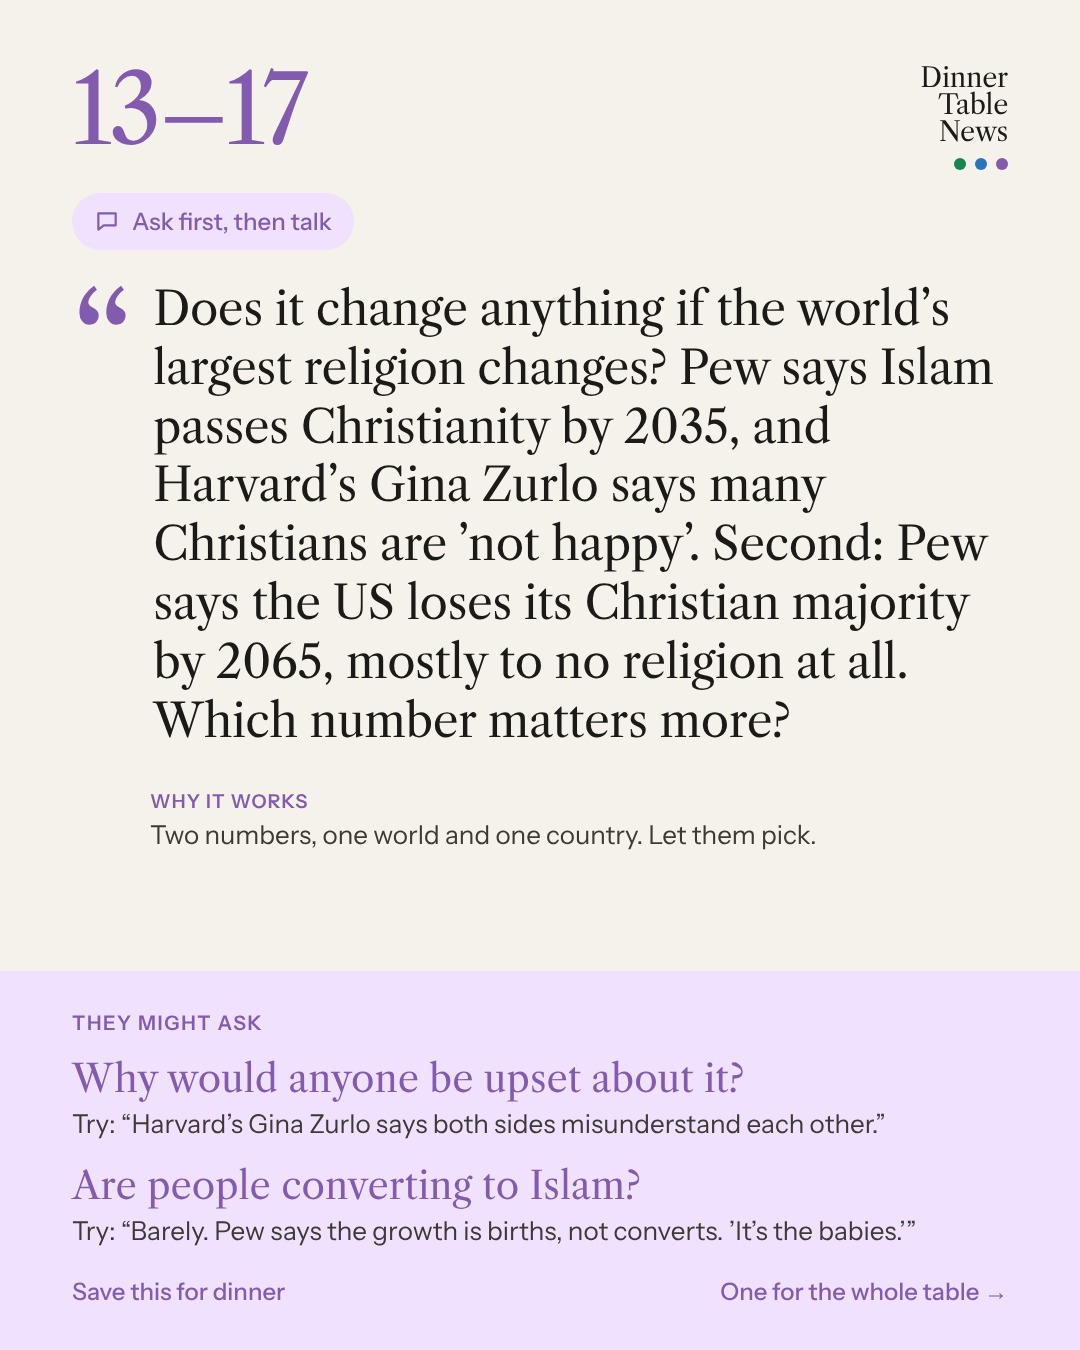 13–17
Dinner
Table
News
Ask first, then talk
“ Does it change anything if the world’s
largest religion changes? Pew says Islam
passes Christianity by 2035, and
Harvard’s Gina Zurlo says many
Christians are ’not happy’. Second: Pew
says the US loses its Christian majority
by 2065, mostly to no religion at all.
Which number matters more?
WHY IT WORKS
Two numbers, one world and one country. Let them pick.
THEY MIGHT ASK
Why would anyone be upset about it?
Try: “Harvard’s Gina Zurlo says both sides misunderstand each other.”
Are people converting to Islam?
Try: “Barely. Pew says the growth is births, not converts. ’It’s the babies.’”
Save this for dinner
One for the whole table →